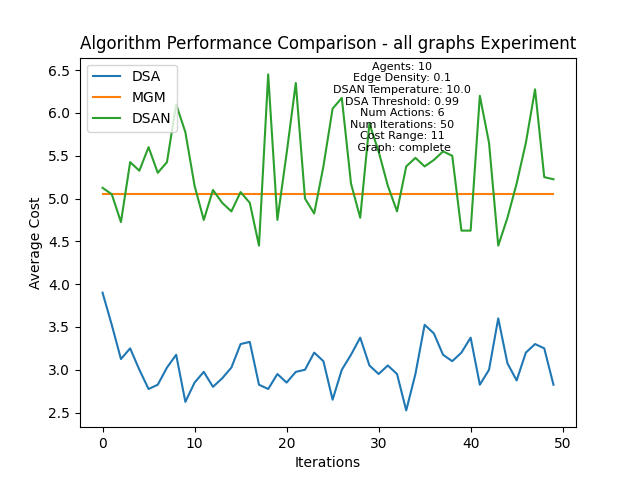 Algorithm Performance Comparison - all graphs Experiment
DSA
MGM
DSAN
Agents: 10
Edge Density: 0.1
DSAN Temperature: 10.0
DSA Threshold: 0.99
Num Actions: 6
Num Iterations: 50
Cost Range: 11
Graph: complete
Average Cost
6.5
6.0
5.5
5.0
4.5
4.0
3.5
3.0
2.5
0 10 20 30 40 50
Iterations